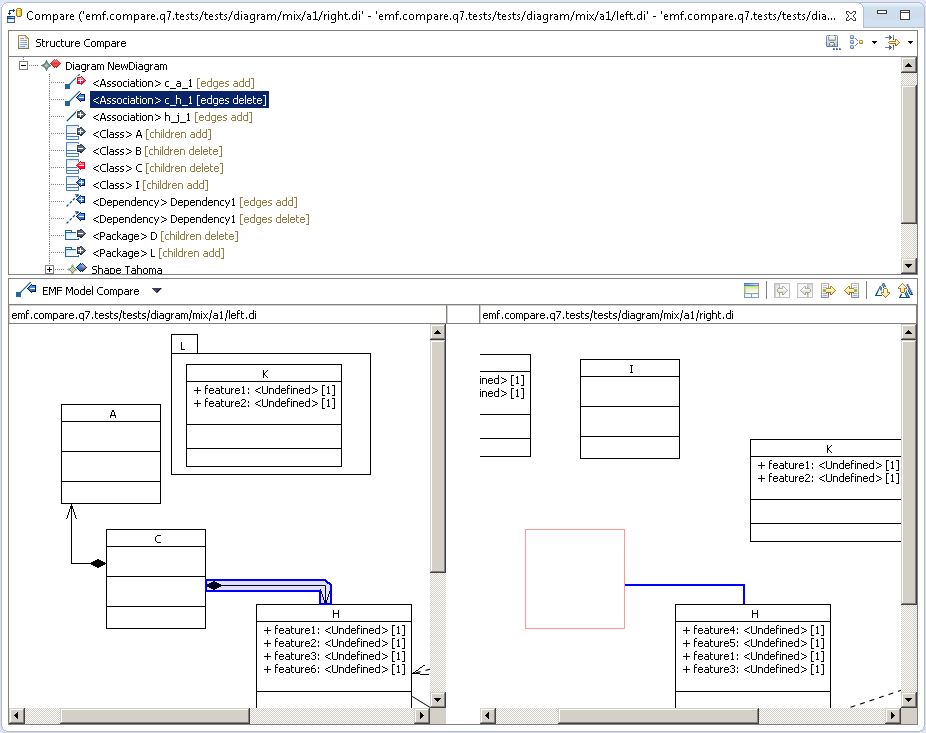 Compare ('emf.compare.q7.tests/tests/diagram/mix/a1/right.di' - 'emf.compare.q7.tests/tests/diagram/mix/a1/left.di' - 'emf.compare.q7.tests/tests/dia...
Structure Compare
Diagram NewDiagram
<Association> c_a_1 [edges add]
<Association> c_h_1 [edges delete]
<Association> h_j_1 [edges add]
<Class> A [children add]
<Class> B [children delete]
<Class> C [children delete]
<Class> I [children add]
<Dependency> Dependency1 [edges add]
<Dependency> Dependency1 [edges delete]
<Package> D [children delete]
<Package> L [children add]
Shape Tahoma
EMF Model Compare
emf.compare.q7.tests/tests/diagram/mix/a1/left.di
emf.compare.q7.tests/tests/diagram/mix/a1/right.di
L
K
+ feature1: <Undefined> [1]
+ feature2: <Undefined> [1]
A
C
H
+ feature1: <Undefined> [1]
+ feature2: <Undefined> [1]
+ feature3: <Undefined> [1]
+ feature6: <Undefined> [1]
ined> [1]
ined> [1]
I
K
+ feature1: <Undefined> [1]
+ feature2: <Undefined> [1]
H
+ feature4: <Undefined> [1]
+ feature5: <Undefined> [1]
+ feature1: <Undefined> [1]
+ feature3: <Undefined> [1]